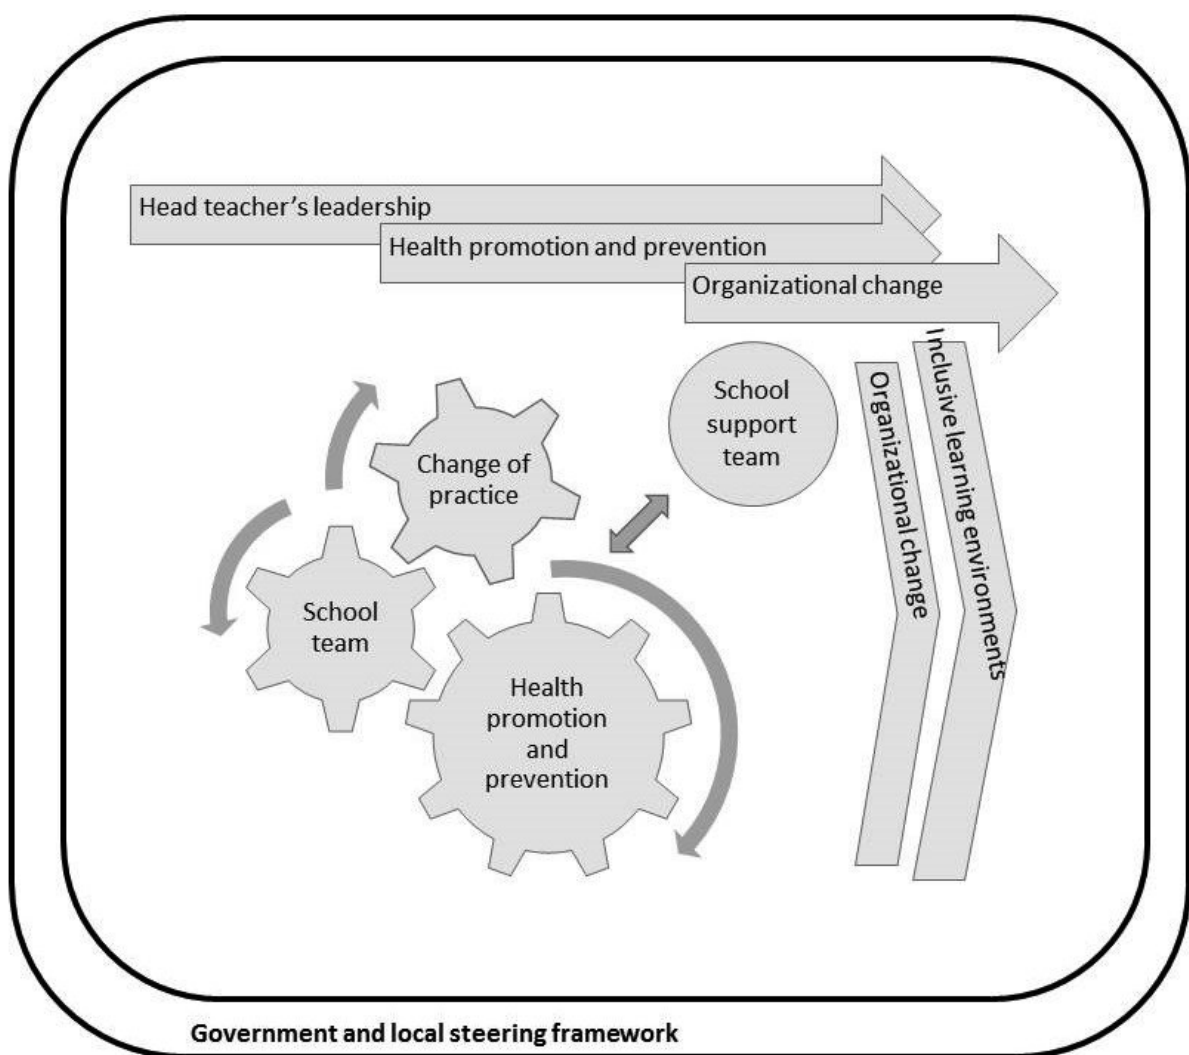 Head teacher’s leadership
Health promotion and prevention
Organizational change
School
support
team
Organizational change
Inclusive learning environments
Change of
practice
School
team
Health
promotion
and
prevention
Government and local steering framework